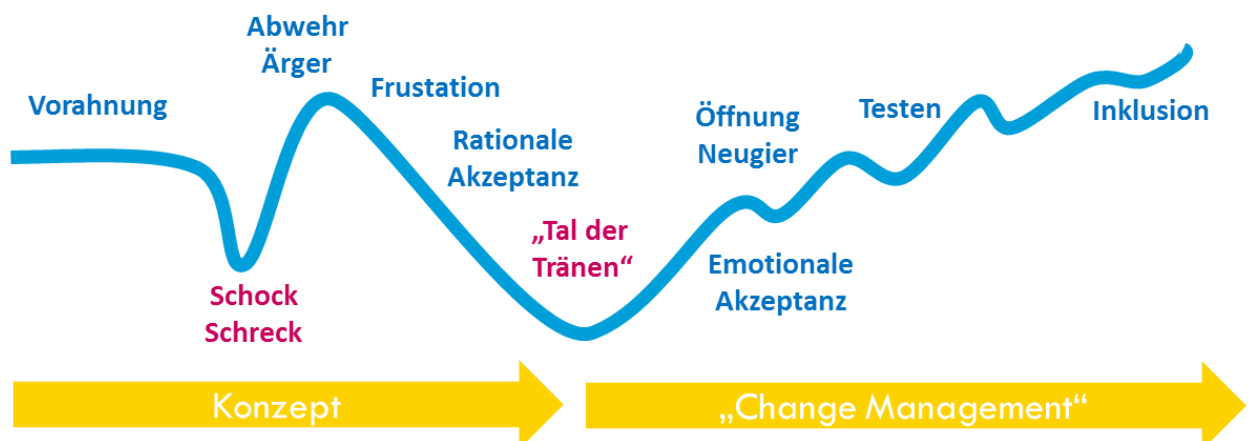 Vorahnung
Schock
Schreck
Abwehr
Ärger
Frustation
Rationale
Akzeptanz
„Tal der
Tränen“
Emotionale
Akzeptanz
Öffnung
Neugier
Testen
Inklusion
Konzept
„Change Management“